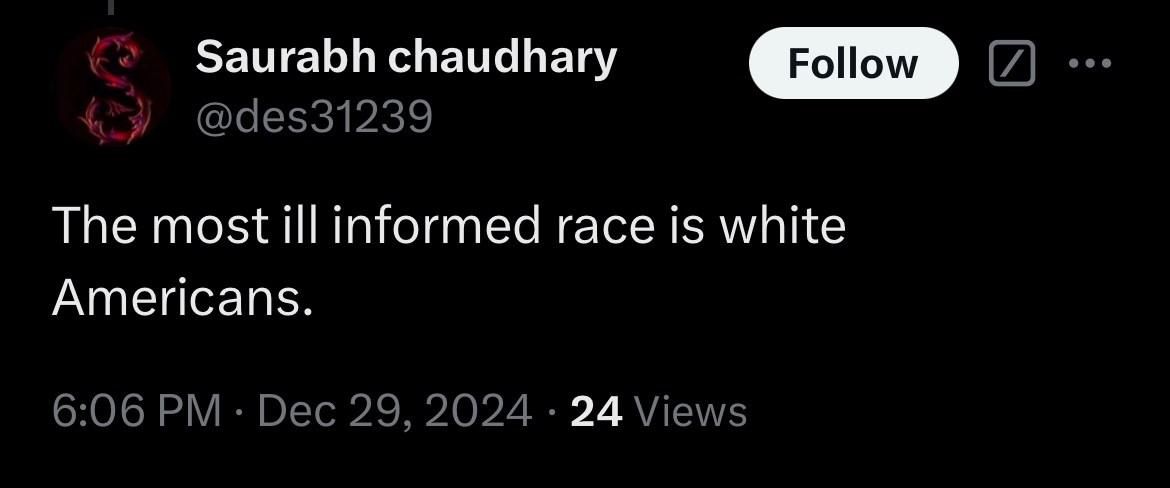 Saurabh chaudhary
Follow
@des31239
The most ill informed race is white
Americans.
6:06 PM · Dec 29, 2024 · 24 Views